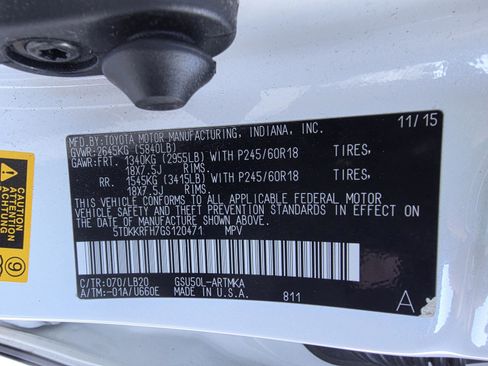 MFD.BY:TOYOTA MOTOR MANUFACTURING, INDIANA, INC. 11/15
GVWR:2645KG (5840LB)
GAWR:FRT. 1340KG (2955LB) WITH P245/60R18 TIRES,
18X7.5J RIMS.
RR. 1545KG (3415LB) WITH P245/60R18 TIRES,
18X7.5J RIMS.
THIS VEHICLE CONFORMS TO ALL APPLICABLE FEDERAL MOTOR
VEHICLE SAFETY AND THEFT PREVENTION STANDARDS IN EFFECT
ON THE DATE OF MANUFACTURE SHOWN ABOVE.
5TDKKRFH7GS120471 MPV
C/TR:070/LB20 GSU50L-ARTMKA
A/TM:-01A/U660E MADE IN U.S.A. 811 A
CAUTION
ATTENTION
ACTUCUNG
9